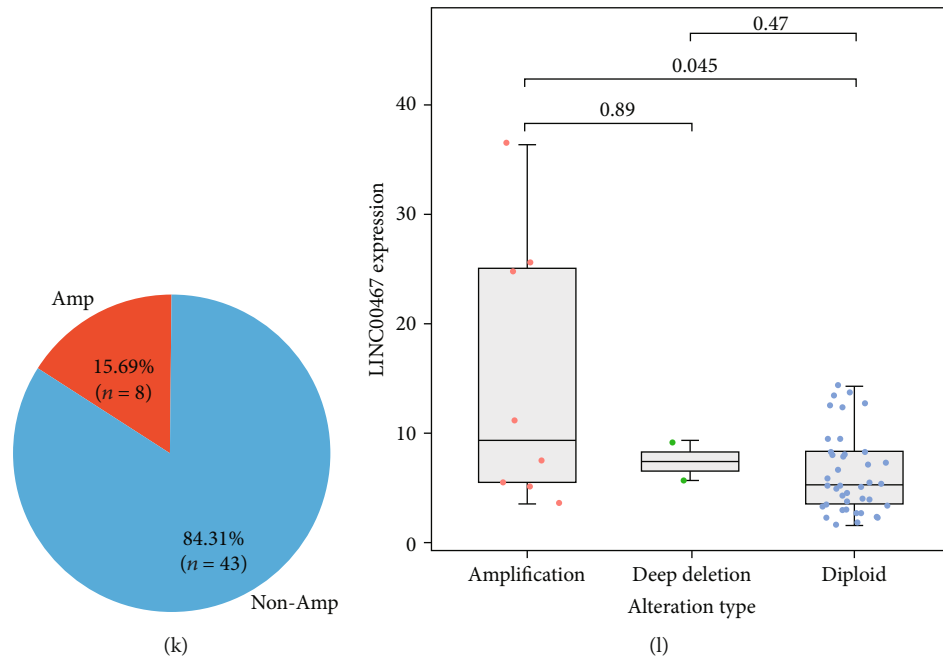 Amp
15.69%
(n = 8)
84.31%
(n = 43)
Non-Amp
(k)
0.47
0.045
0.89
LINC00467 expression
40
30
20
10
0
Amplification
Deep deletion
Diploid
Alteration type
(l)